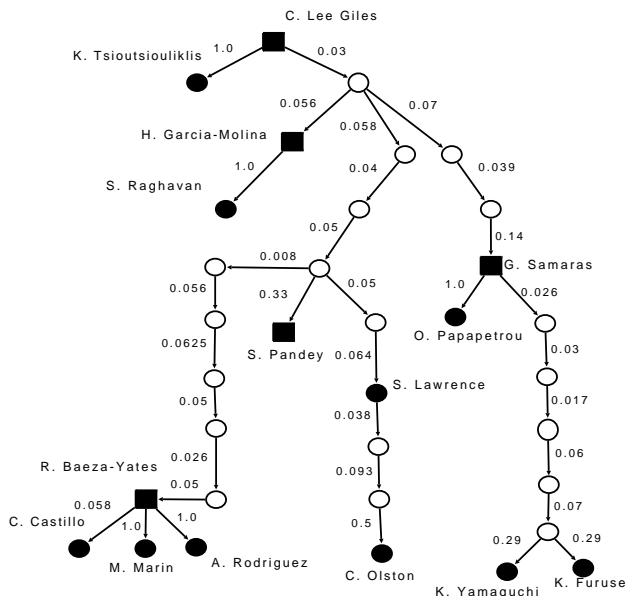 C. Lee Giles
1.0
0.03
K. Tsioutsiouliklis
0.056
0.058
0.07
H. Garcia-Molina
1.0
0.04
0.039
S. Raghavan
0.05
0.14
0.008
G. Samaras
0.056
0.33
0.05
1.0
0.026
O. Papapetrou
0.0625
S. Pandey
0.064
0.03
S. Lawrence
0.05
0.038
0.017
0.026
0.093
0.06
R. Baeza-Yates
0.05
0.07
0.058
1.0
1.0
0.5
0.29
0.29
C. Castillo
M. Marin
A. Rodriguez
C. Olston
K. Yamaguchi
K. Furuse